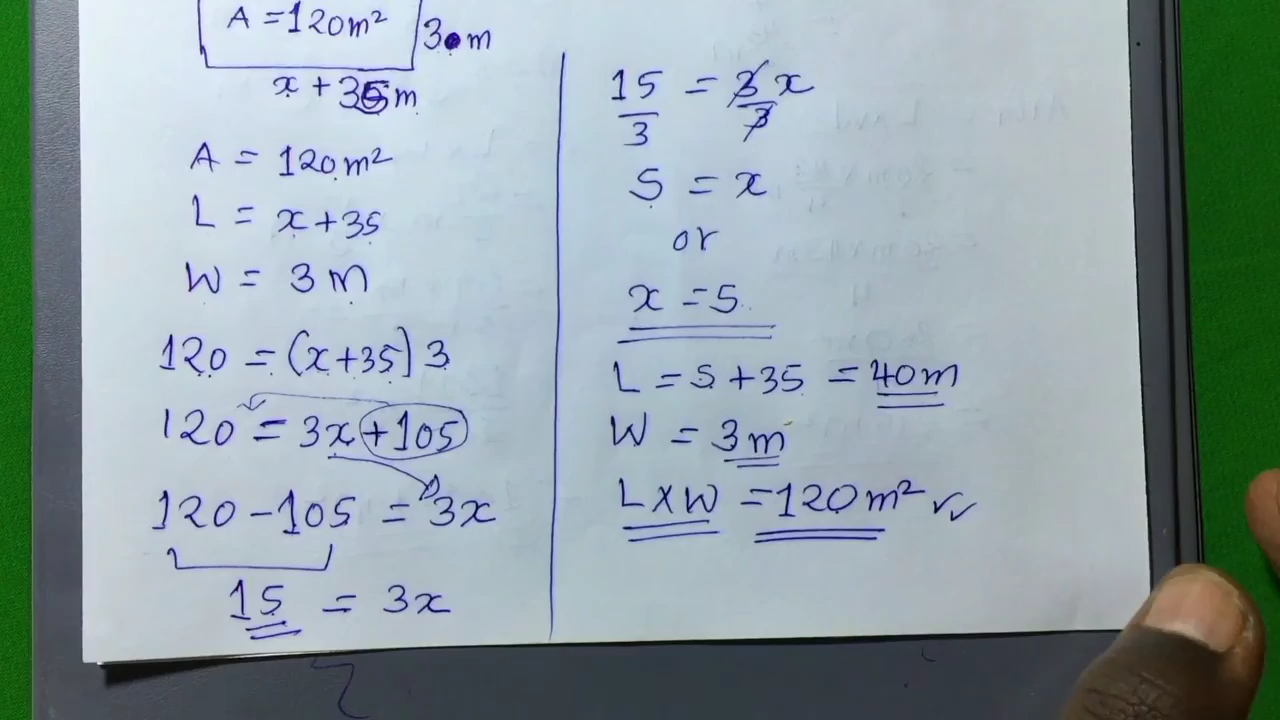 A = 120m²
3 m
x + 35m
A = 120m²
L = x + 35
W = 3m
120 = (x+35)3
120 = 3x+105
120 - 105 = 3x
15 = 3x
15/3 = 3x/3
5 = x
or
x = 5
L = 5 + 35 = 40m
W = 3m
L x W = 120m²